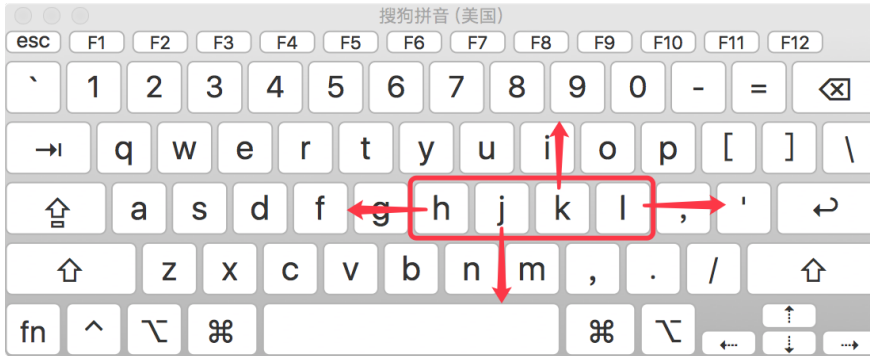 搜狗拼音 (美国)
esc F1 F2 F3 F4 F5 F6 F7 F8 F9 F10 F11 F12
` 1 2 3 4 5 6 7 8 9 0 - =
q w e r t y u i o p [ ] \
a s d f g h j k l ; '
z x c v b n m , . /
fn ^ ⌥ ⌘ ⌘ ⌥